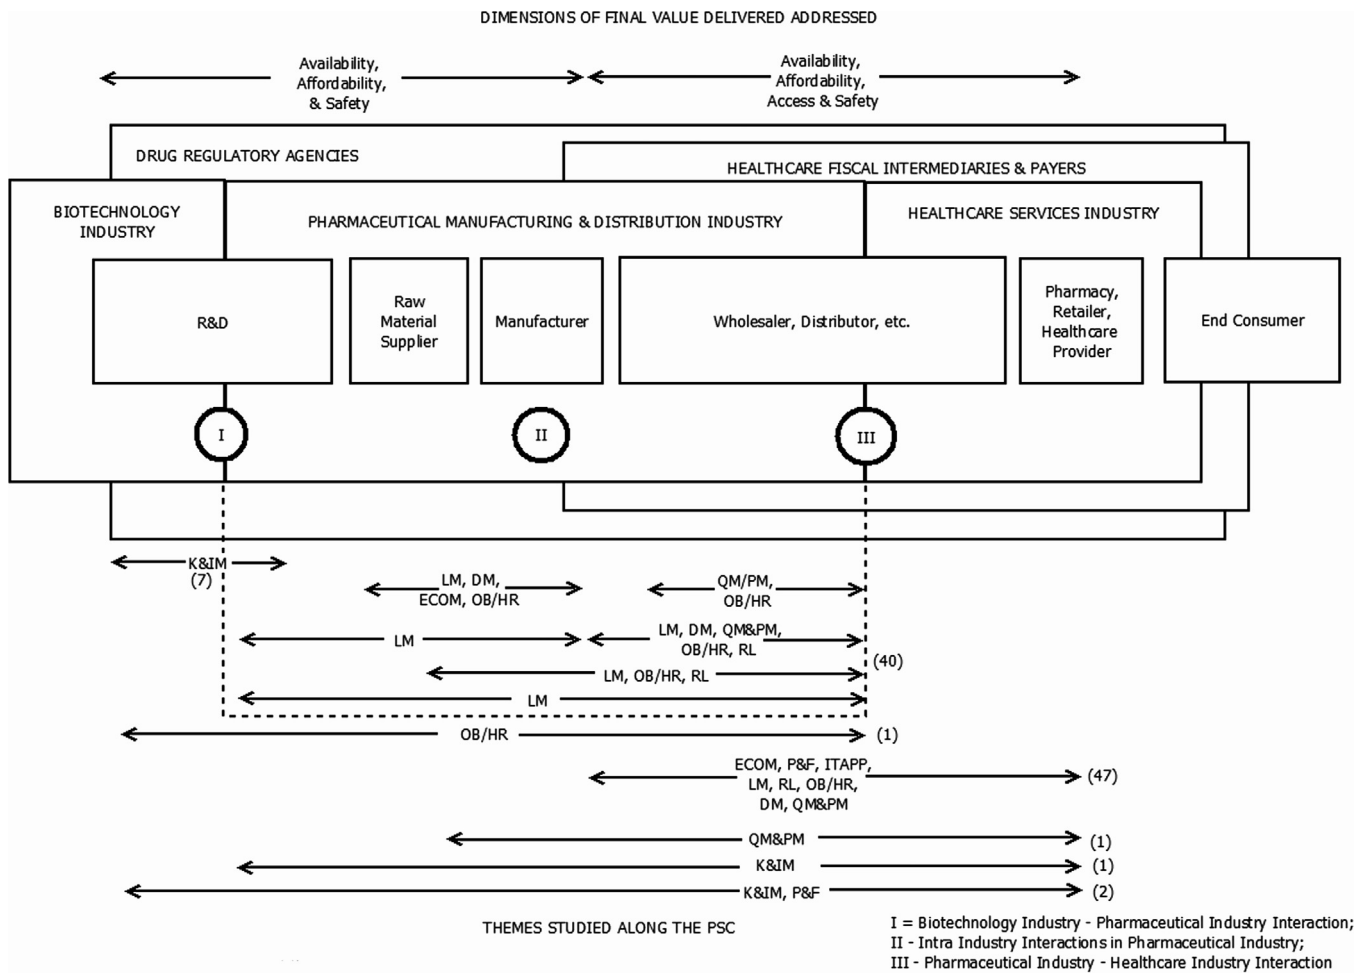 DIMENSIONS OF FINAL VALUE DELIVERED ADDRESSED
Availability,
Affordability,
& Safety
Availability,
Affordability,
Access & Safety
DRUG REGULATORY AGENCIES
HEALTHCARE FISCAL INTERMEDIARIES & PAYERS
BIOTECHNOLOGY
INDUSTRY
PHARMACEUTICAL MANUFACTURING & DISTRIBUTION INDUSTRY
HEALTHCARE SERVICES INDUSTRY
R&D
Raw
Material
Supplier
Manufacturer
Wholesaler, Distributor, etc.
Pharmacy,
Retailer,
Healthcare
Provider
End Consumer
I
II
III
K&IM
(7)
LM, DM,
ECOM, OB/HR
QM/PM,
OB/HR
LM
LM, DM, QM&PM,
OB/HR, RL
(40)
LM, OB/HR, RL
LM
OB/HR
(1)
ECOM, P&F, ITAPP,
LM, RL, OB/HR,
DM, QM&PM
(47)
QM&PM
(1)
K&IM
(1)
K&IM, P&F
(2)
THEMES STUDIED ALONG THE PSC
I = Biotechnology Industry - Pharmaceutical Industry Interaction;
II - Intra Industry Interactions in Pharmaceutical Industry;
III - Pharmaceutical Industry - Healthcare Industry Interaction